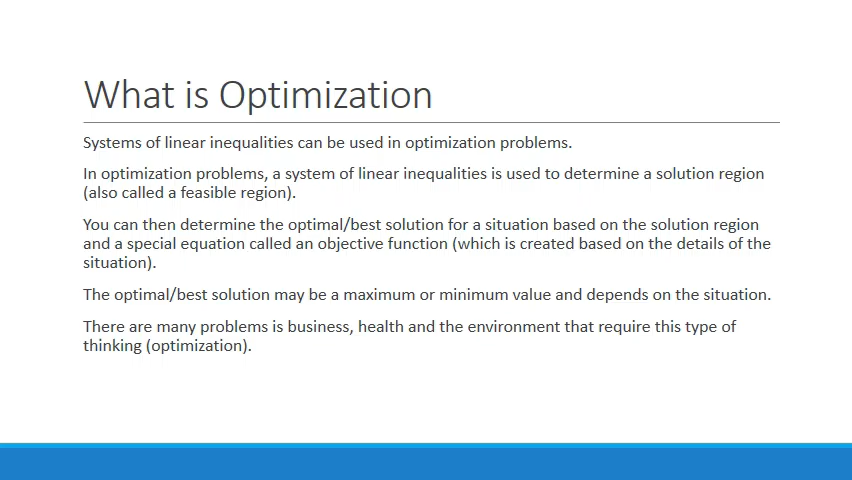 What is Optimization
Systems of linear inequalities can be used in optimization problems.
In optimization problems, a system of linear inequalities is used to determine a solution region
(also called a feasible region).
You can then determine the optimal/best solution for a situation based on the solution region
and a special equation called an objective function (which is created based on the details of the
situation).
The optimal/best solution may be a maximum or minimum value and depends on the situation.
There are many problems is business, health and the environment that require this type of
thinking (optimization).